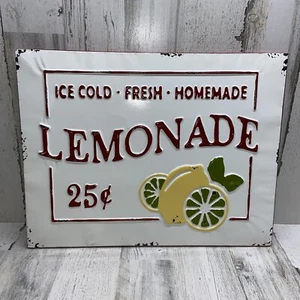 ICE COLD · FRESH · HOMEMADE
LEMONADE
25¢